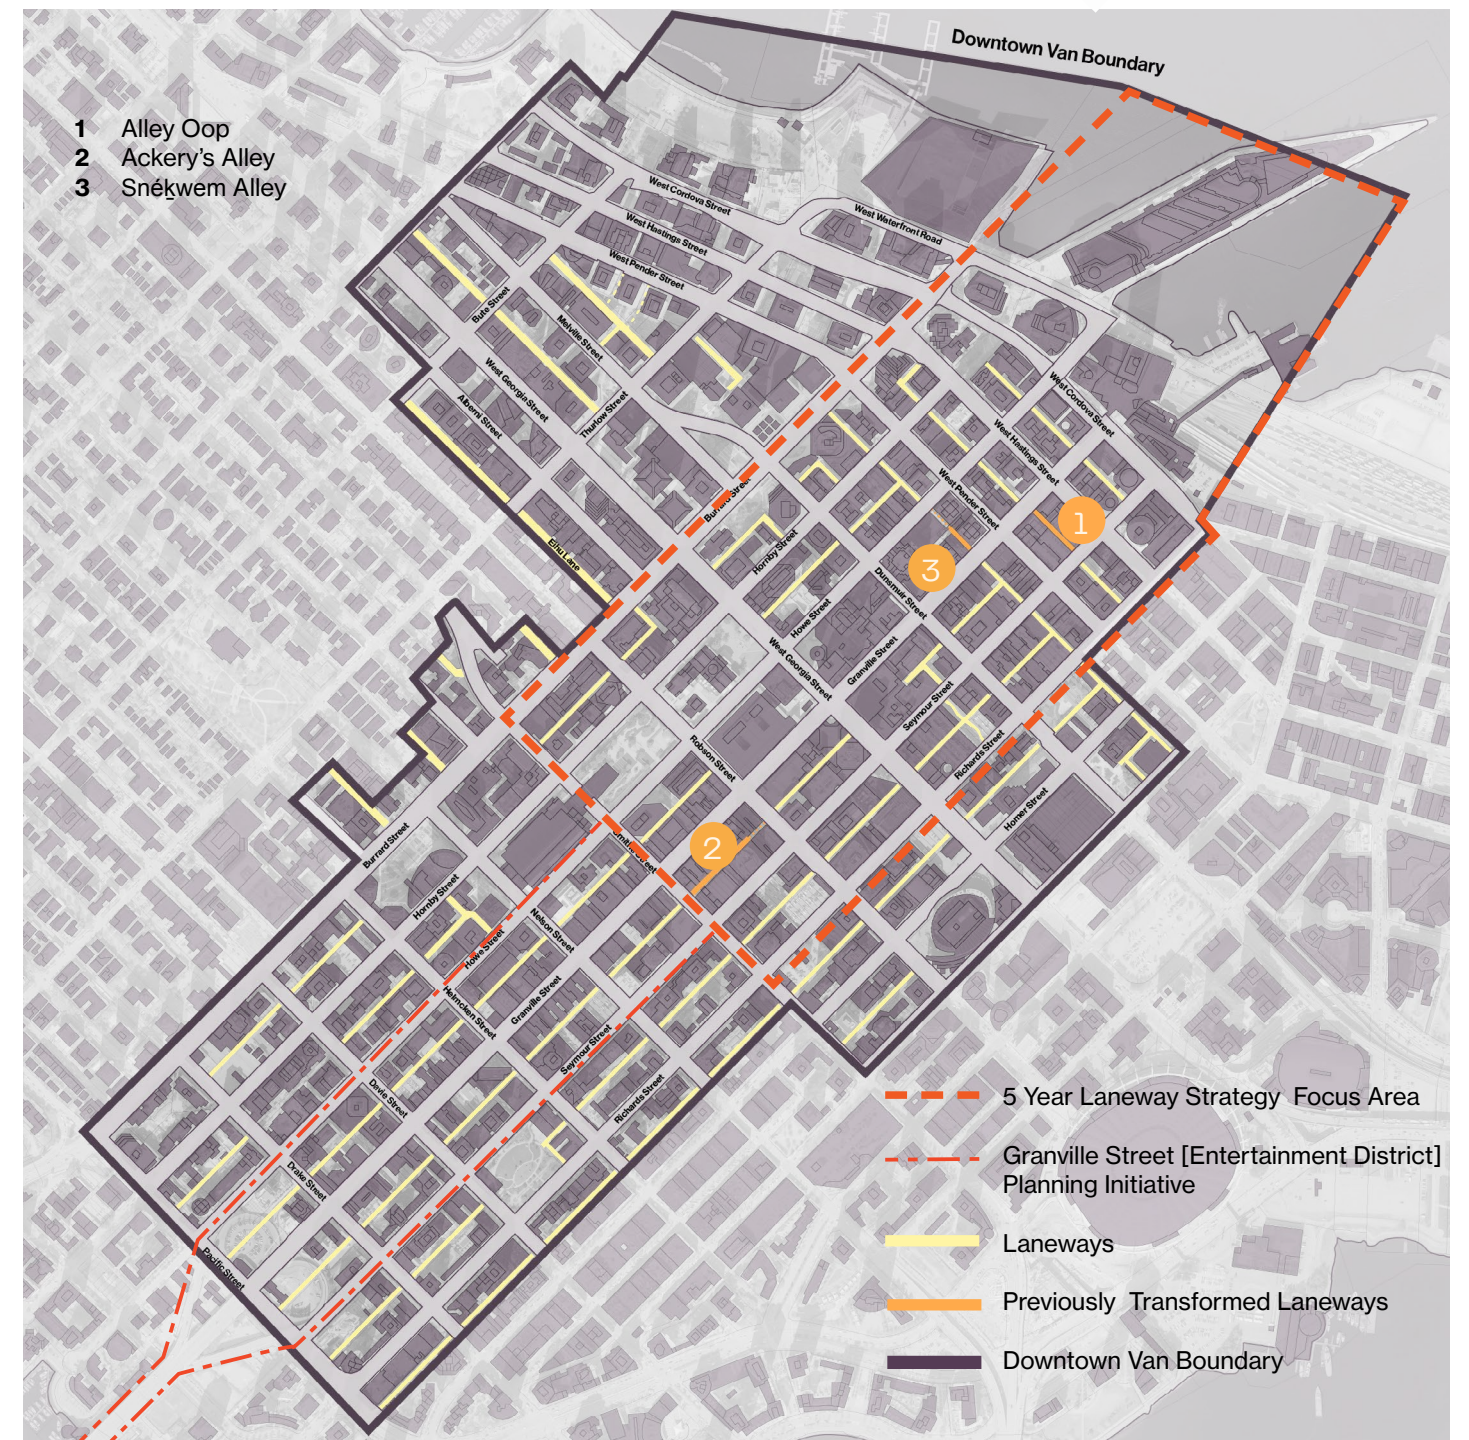 Downtown Van Boundary
1 Alley Oop
2 Ackery's Alley
3 Snéḵwem Alley
West Cordova Street
West Waterfront Road
West Hastings Street
West Pender Street
Bute Street
Melville Street
West Georgia Street
Alberni Street
Thurlow Street
West Cordova Street
West Hastings Street
West Pender Street
Burrard Street
1
Eihu Lane
Hornby Street
3
Dunsmuir Street
Howe Street
West Georgia Street
Granville Street
Seymour Street
Robson Street
Richards Street
Homer Street
2
Smithe Street
Burrard Street
Hornby Street
Nelson Street
Howe Street
Helmcken Street
Granville Street
Seymour Street
Davie Street
Richards Street
Drake Street
Pacific Street
5 Year Laneway Strategy Focus Area
Granville Street [Entertainment District]
Planning Initiative
Laneways
Previously Transformed Laneways
Downtown Van Boundary